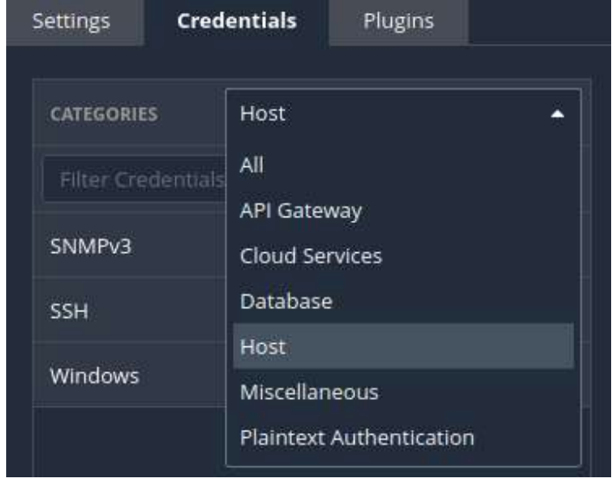 Settings Credentials Plugins
CATEGORIES Host
All
Filter Credentials
API Gateway
SNMPv3
Cloud Services
Database
SSH
Host
Windows
Miscellaneous
Plaintext Authentication